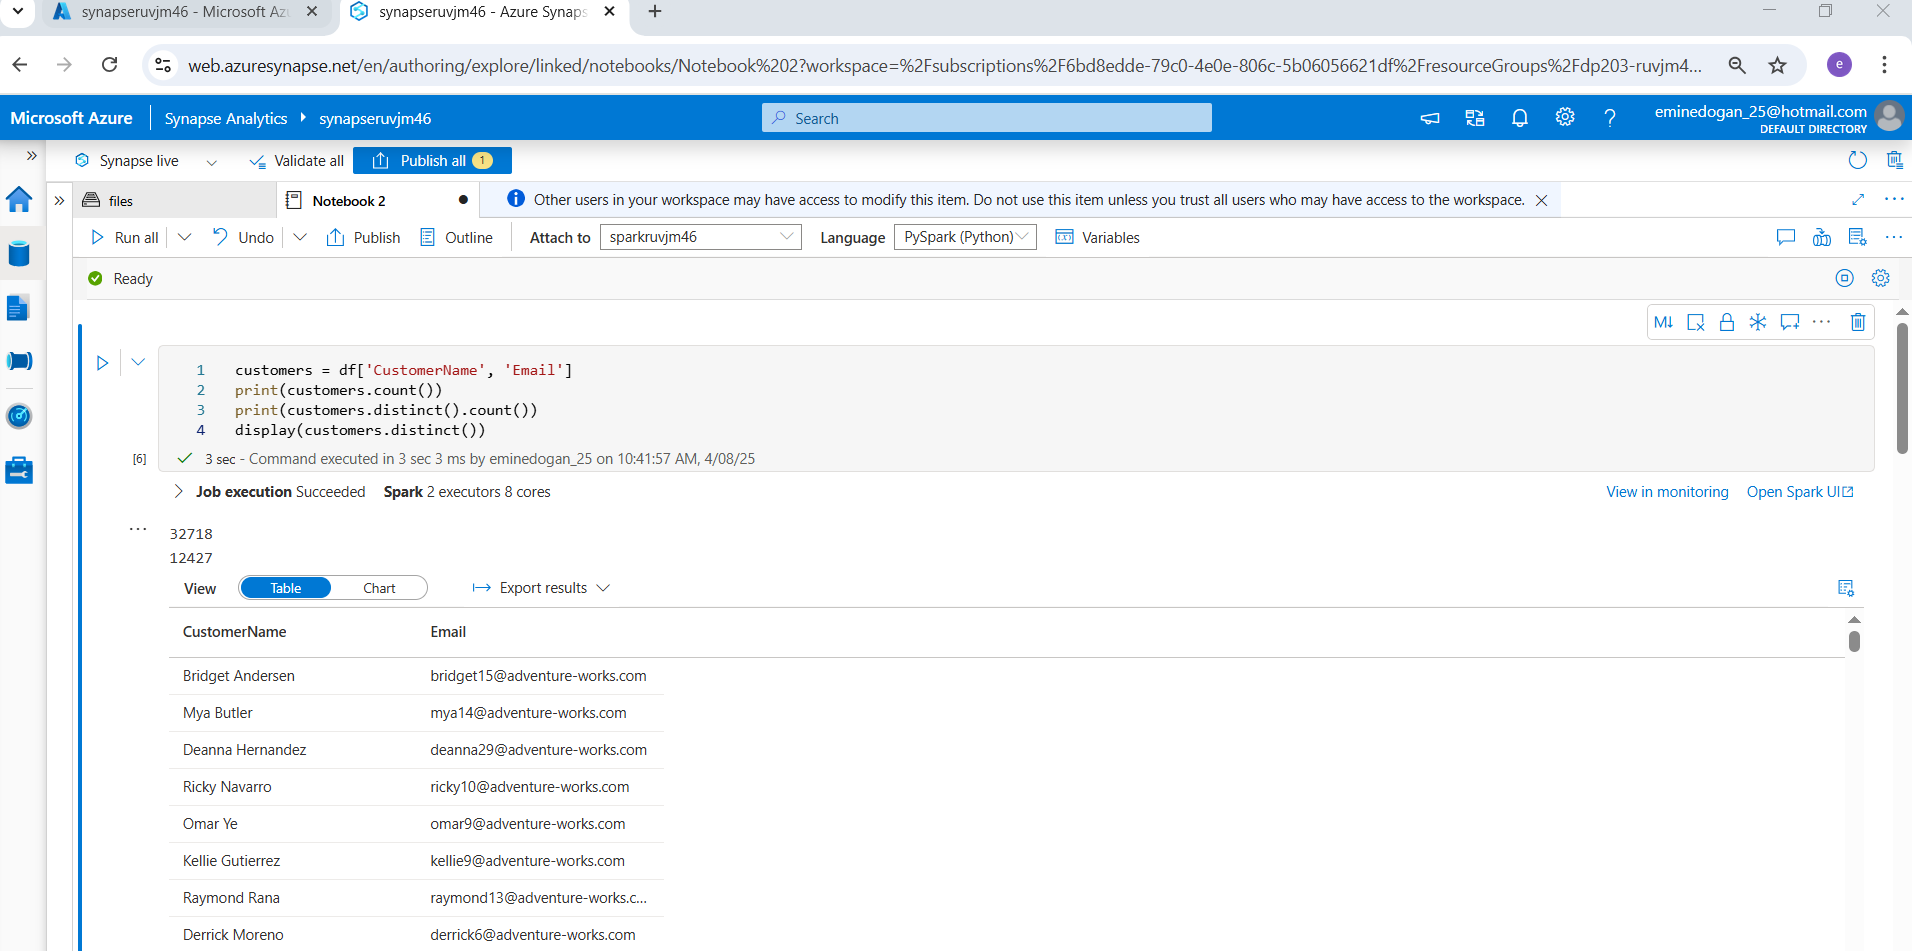 synapseruvjm46 - Microsoft Azu
synapseruvjm46 - Azure Synaps
web.azuresynapse.net/en/authoring/explore/linked/notebooks/Notebook%202?workspace=%2Fsubscriptions%2F6bd8edde-79c0-4e0e-806c-5b06056621df%2FresourceGroups%2Fdp203-ruvjm4...
e
Microsoft Azure
Synapse Analytics
synapseruvjm46
Search
eminedogan_25@hotmail.com
DEFAULT DIRECTORY
Synapse live
Validate all
Publish all 1
files
Notebook 2
Other users in your workspace may have access to modify this item. Do not use this item unless you trust all users who may have access to the workspace.
Run all
Undo
Publish
Outline
Attach to
sparkruvjm46
Language
PySpark (Python)
Variables
Ready
M↓
1 customers = df['CustomerName', 'Email']
2 print(customers.count())
3 print(customers.distinct().count())
4 display(customers.distinct())
[6]
3 sec - Command executed in 3 sec 3 ms by eminedogan_25 on 10:41:57 AM, 4/08/25
Job execution Succeeded Spark 2 executors 8 cores
View in monitoring
Open Spark UI
32718
12427
View
Table
Chart
Export results
CustomerName Email
Bridget Andersen bridget15@adventure-works.com
Mya Butler mya14@adventure-works.com
Deanna Hernandez deanna29@adventure-works.com
Ricky Navarro ricky10@adventure-works.com
Omar Ye omar9@adventure-works.com
Kellie Gutierrez kellie9@adventure-works.com
Raymond Rana raymond13@adventure-works.c...
Derrick Moreno derrick6@adventure-works.com